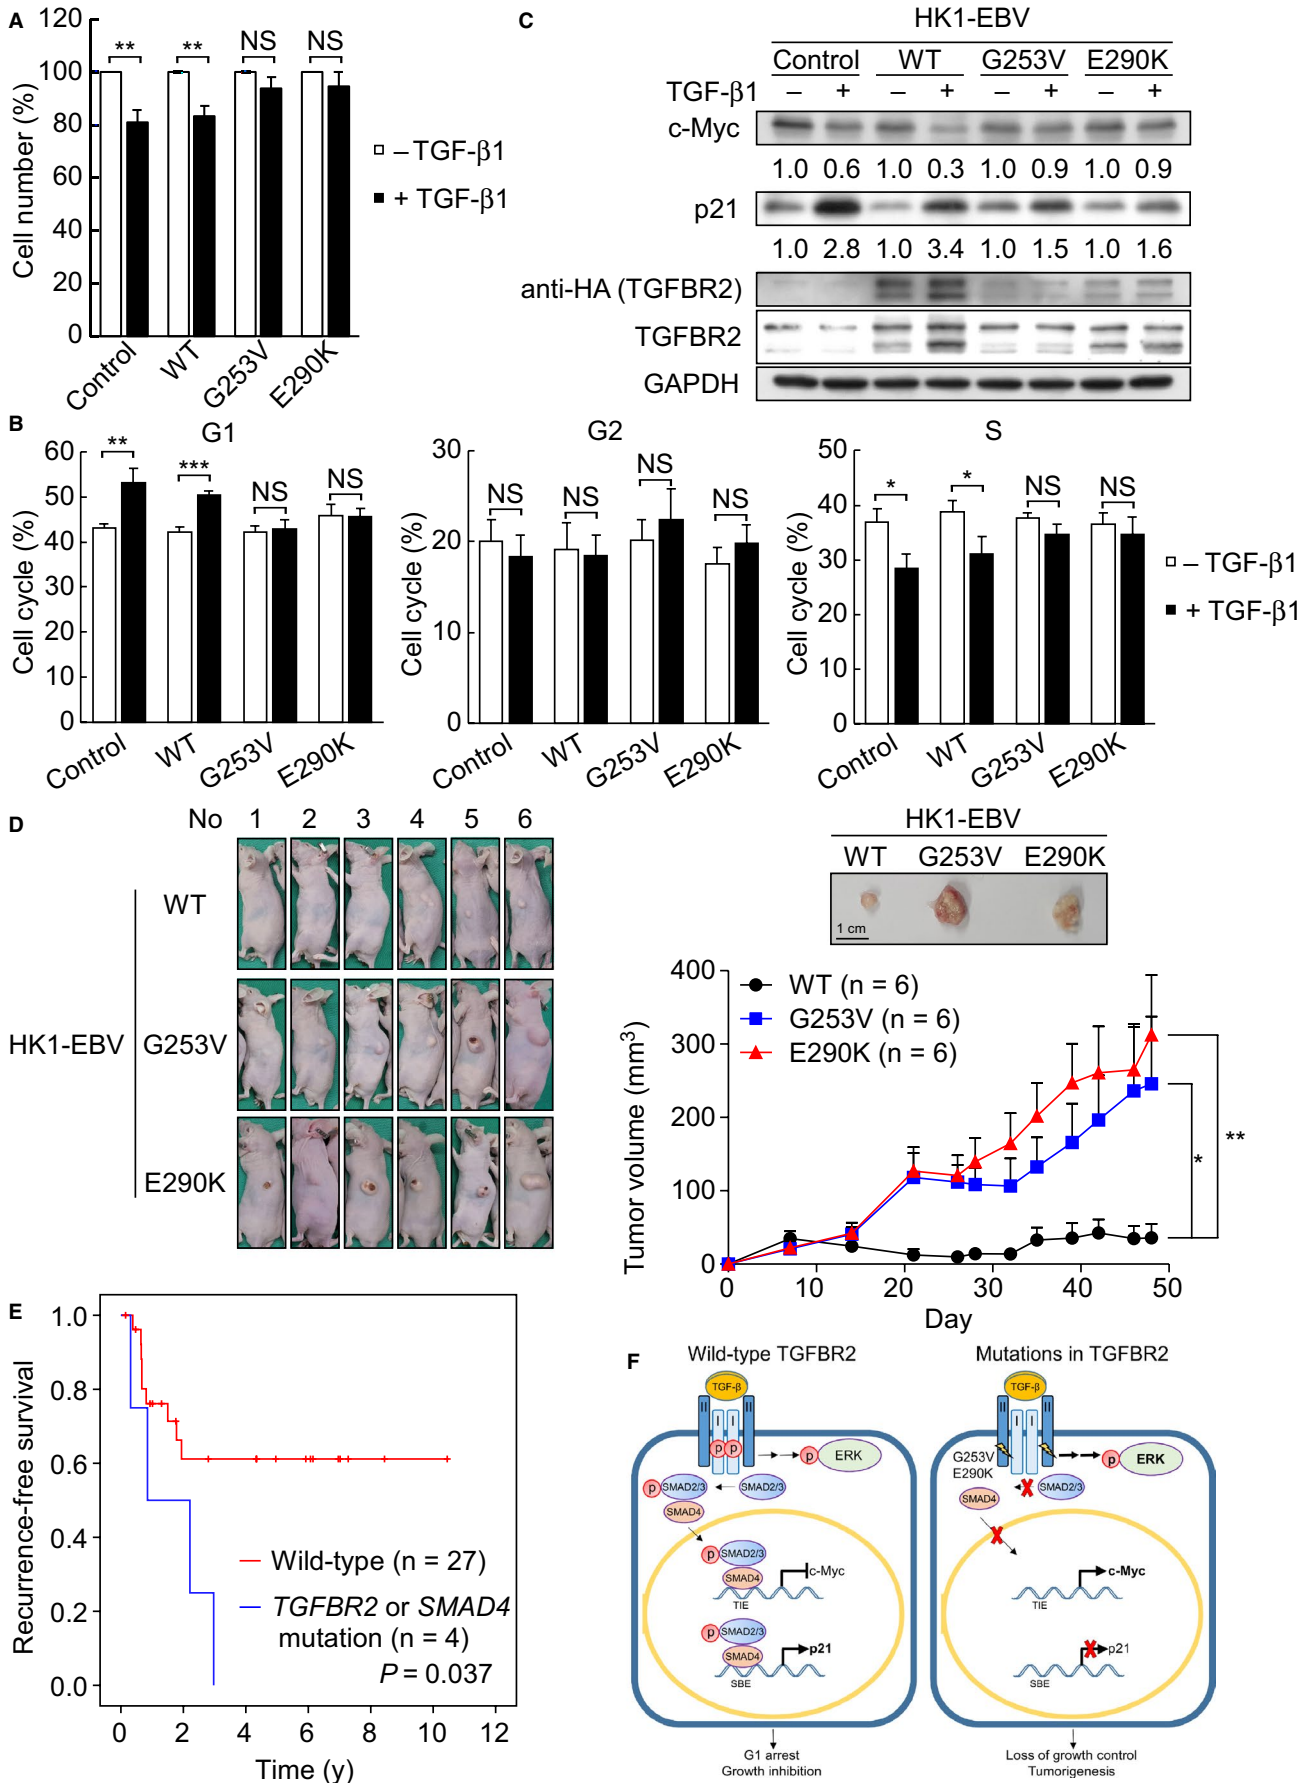 A
120
100
80
60
40
20
0
Cell number (%)
** ** NS NS
Control WT G253V E290K
– TGF-β1
+ TGF-β1
C
HK1-EBV
Control WT G253V E290K
TGF-β1 – + – + – + – +
c-Myc
1.0 0.6 1.0 0.3 1.0 0.9 1.0 0.9
p21
1.0 2.8 1.0 3.4 1.0 1.5 1.0 1.6
anti-HA (TGFBR2)
TGFBR2
GAPDH
B
G1
60
50
40
30
20
10
0
Cell cycle (%)
** *** NS NS
Control WT G253V E290K
G2
30
20
10
0
Cell cycle (%)
NS NS NS NS
Control WT G253V E290K
S
50
40
30
20
10
0
Cell cycle (%)
* * NS NS
Control WT G253V E290K
– TGF-β1
+ TGF-β1
D
No 1 2 3 4 5 6
HK1-EBV
WT
G253V
E290K
HK1-EBV
WT G253V E290K
1 cm
400
300
200
100
0
Tumor volume (mm³)
WT (n = 6)
G253V (n = 6)
E290K (n = 6)
* **
0 10 20 30 40 50
Day
E
1.0
0.8
0.6
0.4
0.2
0.0
Recurrence-free survival
Wild-type (n = 27)
TGFBR2 or SMAD4
mutation (n = 4)
P = 0.037
0 2 4 6 8 10 12
Time (y)
F
Wild-type TGFBR2
TGF-β
II I I II
P P
P ERK
P SMAD2/3 SMAD2/3
SMAD4
P SMAD2/3
SMAD4
c-Myc
TIE
P SMAD2/3
SMAD4
p21
SBE
G1 arrest
Growth inhibition
Mutations in TGFBR2
TGF-β
II I I II
G253V
E290K
P ERK
SMAD4 SMAD2/3
c-Myc
TIE
p21
SBE
Loss of growth control
Tumorigenesis